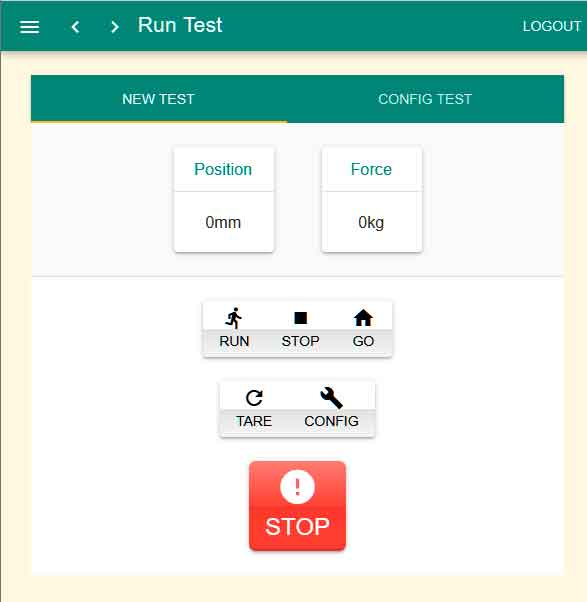 Run Test
LOGOUT
NEW TEST
CONFIG TEST
Position
Force
0mm
0kg
RUN
STOP
GO
TARE
CONFIG
STOP